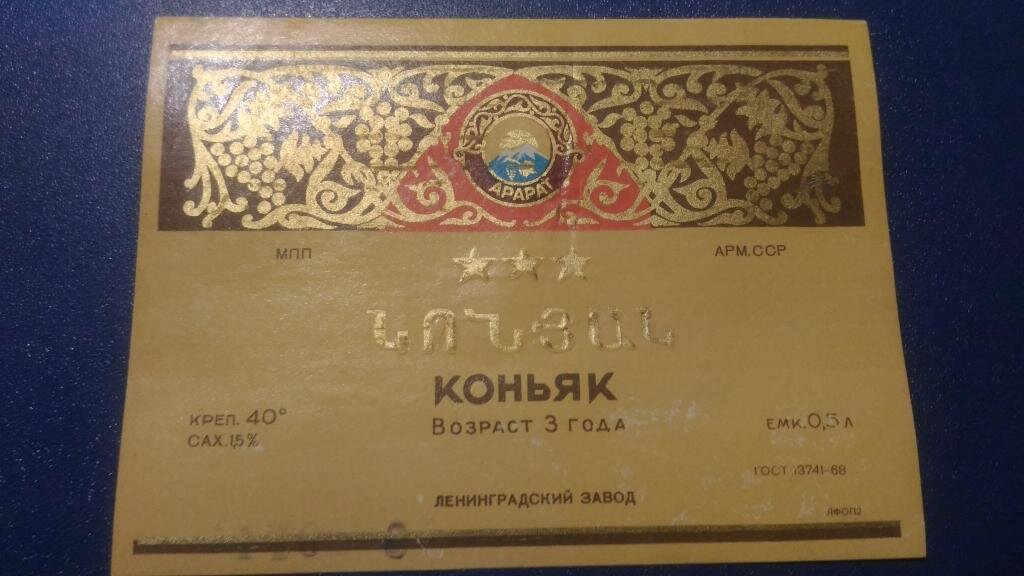 АРАРАТ
МПП АРМ.ССР
ԿՈՆՅԱԿ
КОНЬЯК
КРЕП. 40° ВОЗРАСТ 3 ГОДА ЕМК.0,5 Л
САХ.1,5%
ГОСТ 13741-68
ЛЕНИНГРАДСКИЙ ЗАВОД
ЛФОП2